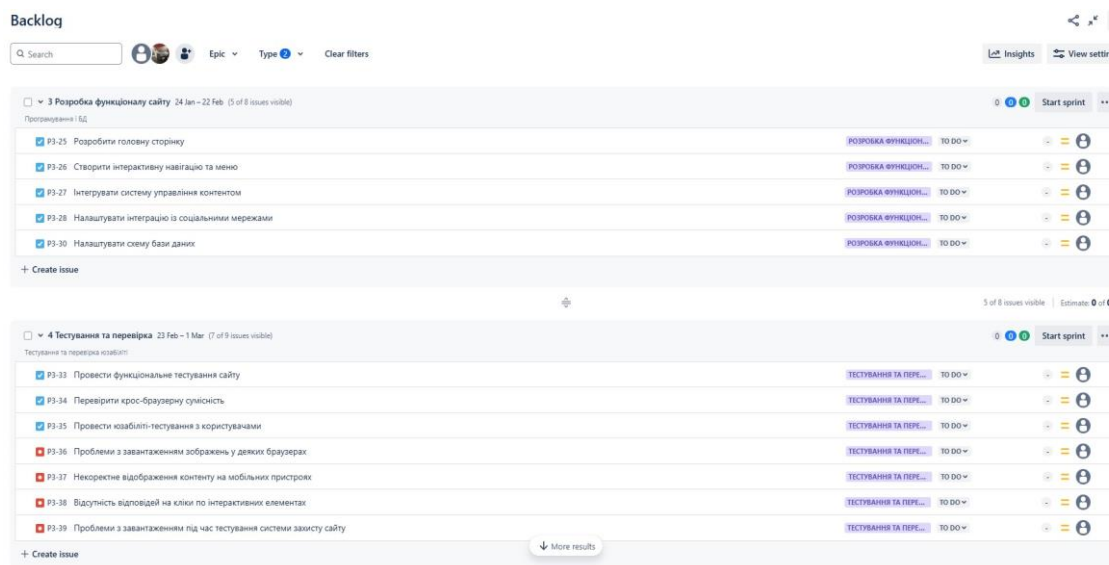 Backlog
Search Epic Type 2 Clear filters Insights View settin
3 Розробка функціоналу сайту 24 Jan – 22 Feb (5 of 8 issues visible) 0 0 0 Start sprint
Програмування і БД
P3-25 Розробити головну сторінку РОЗРОБКА ФУНКЦІОН... TO DO
P3-26 Створити інтерактивну навігацію та меню РОЗРОБКА ФУНКЦІОН... TO DO
P3-27 Інтегрувати систему управління контентом РОЗРОБКА ФУНКЦІОН... TO DO
P3-28 Налаштувати інтеграцію із соціальними мережами РОЗРОБКА ФУНКЦІОН... TO DO
P3-30 Налаштувати схему бази даних РОЗРОБКА ФУНКЦІОН... TO DO
+ Create issue
5 of 8 issues visible Estimate: 0 of 0
4 Тестування та перевірка 23 Feb – 1 Mar (7 of 9 issues visible) 0 0 0 Start sprint
Тестування та перевірка юзабіліті
P3-33 Провести функціональне тестування сайту ТЕСТУВАННЯ ТА ПЕРЕ... TO DO
P3-34 Перевірити крос-браузерну сумісність ТЕСТУВАННЯ ТА ПЕРЕ... TO DO
P3-35 Провести юзабіліті-тестування з користувачами ТЕСТУВАННЯ ТА ПЕРЕ... TO DO
P3-36 Проблеми з завантаженням зображень у деяких браузерах ТЕСТУВАННЯ ТА ПЕРЕ... TO DO
P3-37 Некоректне відображення контенту на мобільних пристроях ТЕСТУВАННЯ ТА ПЕРЕ... TO DO
P3-38 Відсутність відповідей на кліки по інтерактивних елементах ТЕСТУВАННЯ ТА ПЕРЕ... TO DO
P3-39 Проблеми з завантаженням під час тестування системи захисту сайту ТЕСТУВАННЯ ТА ПЕРЕ... TO DO
More results
+ Create issue